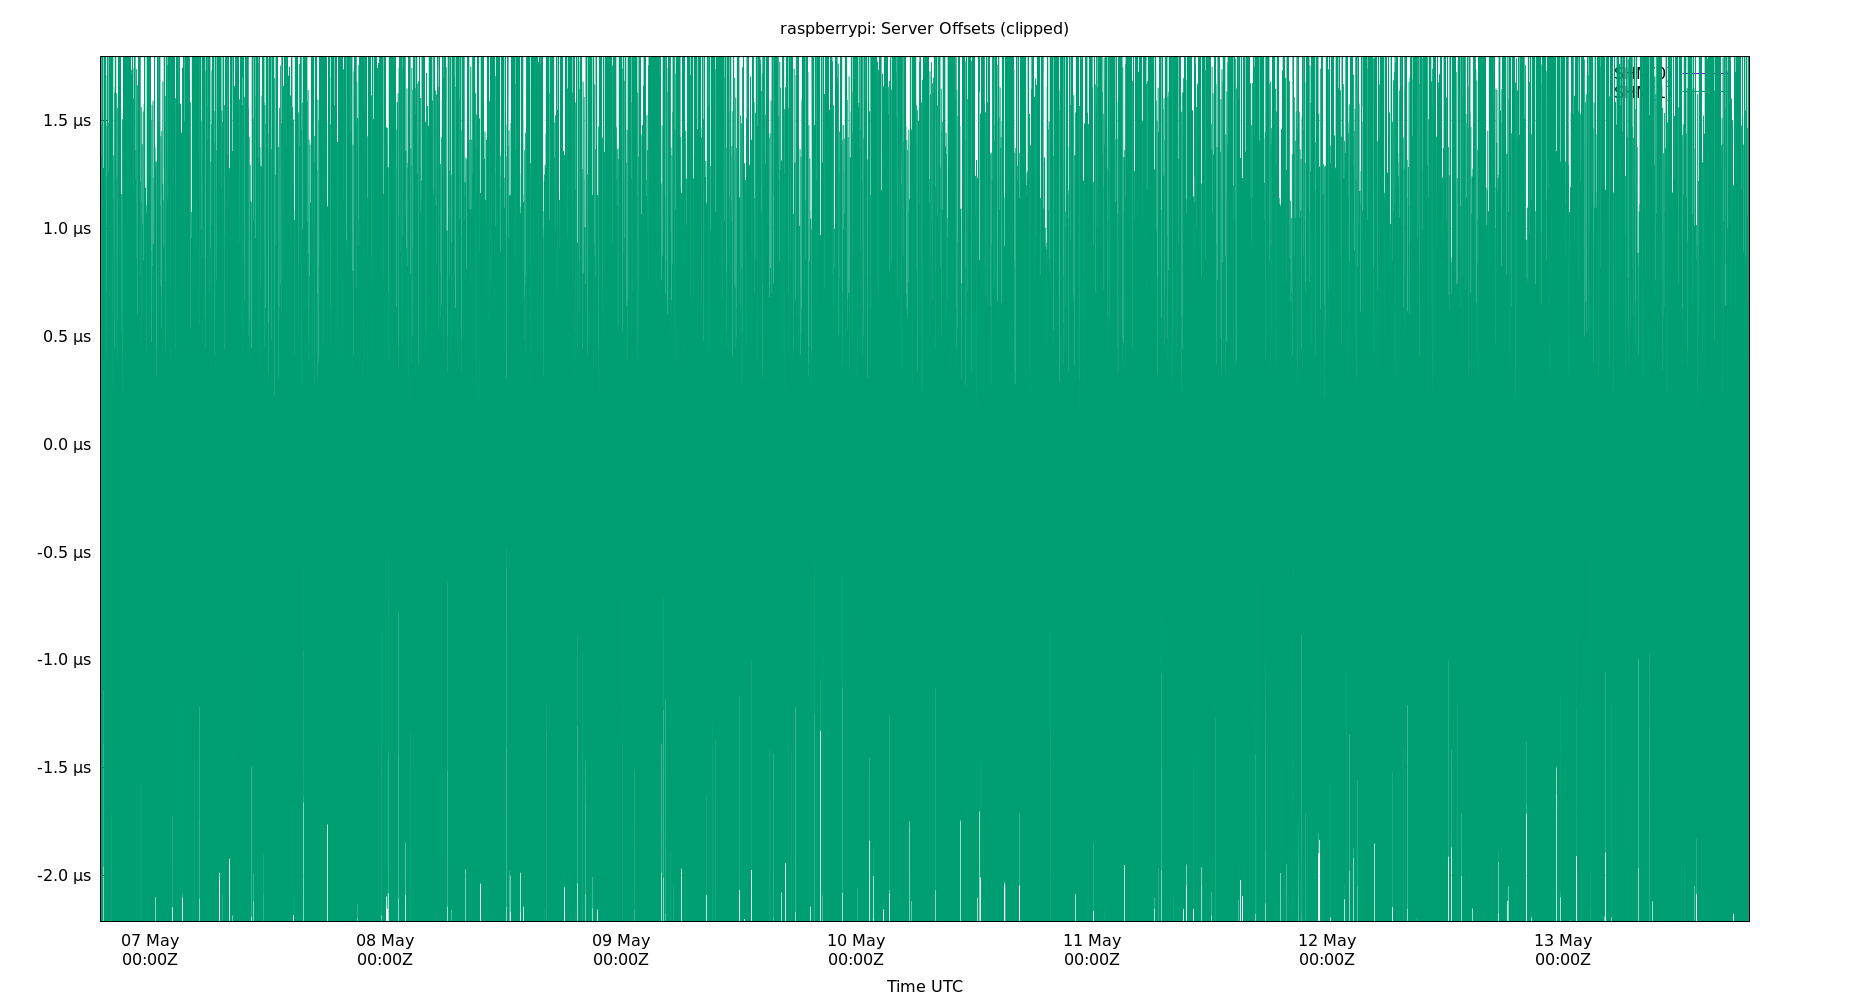 raspberrypi: Server Offsets (clipped)
1.5 µs
1.0 µs
0.5 µs
0.0 µs
-0.5 µs
-1.0 µs
-1.5 µs
-2.0 µs
07 May 00:00Z
08 May 00:00Z
09 May 00:00Z
10 May 00:00Z
11 May 00:00Z
12 May 00:00Z
13 May 00:00Z
Time UTC